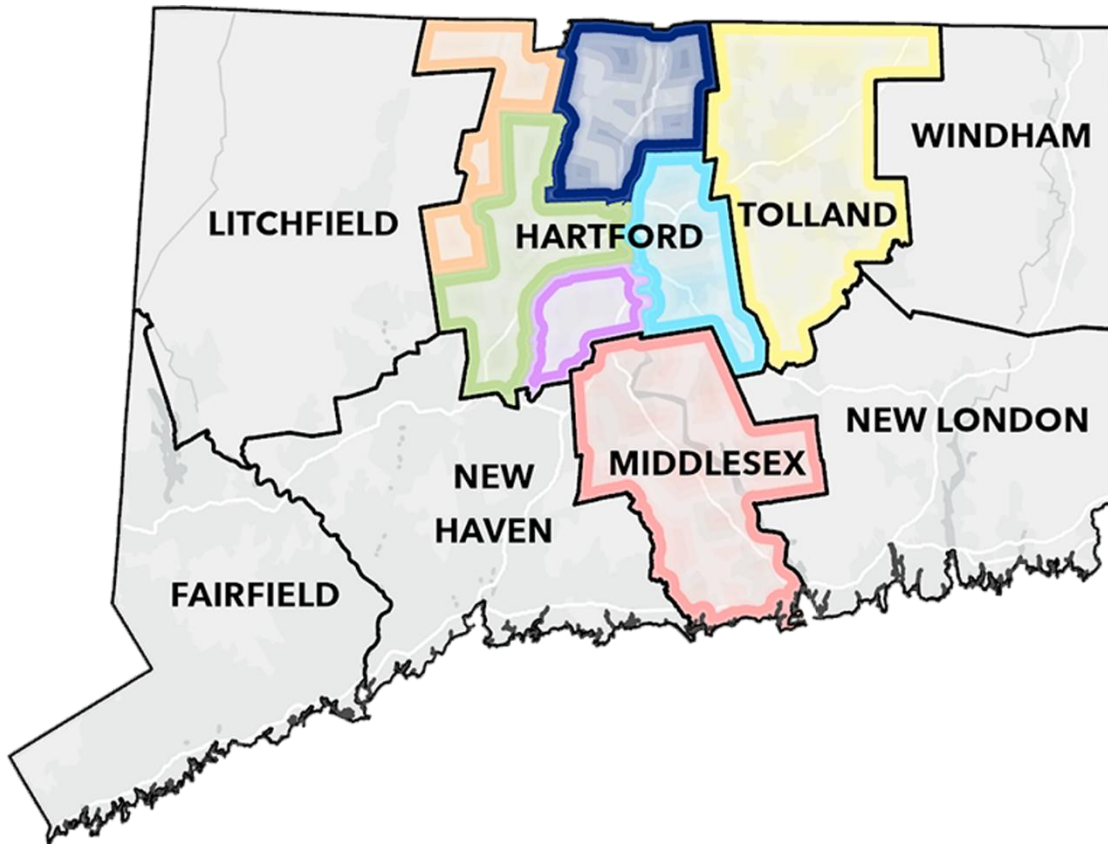 WINDHAM
LITCHFIELD
HARTFORD
TOLLAND
NEW LONDON
MIDDLESEX
NEW
HAVEN
FAIRFIELD